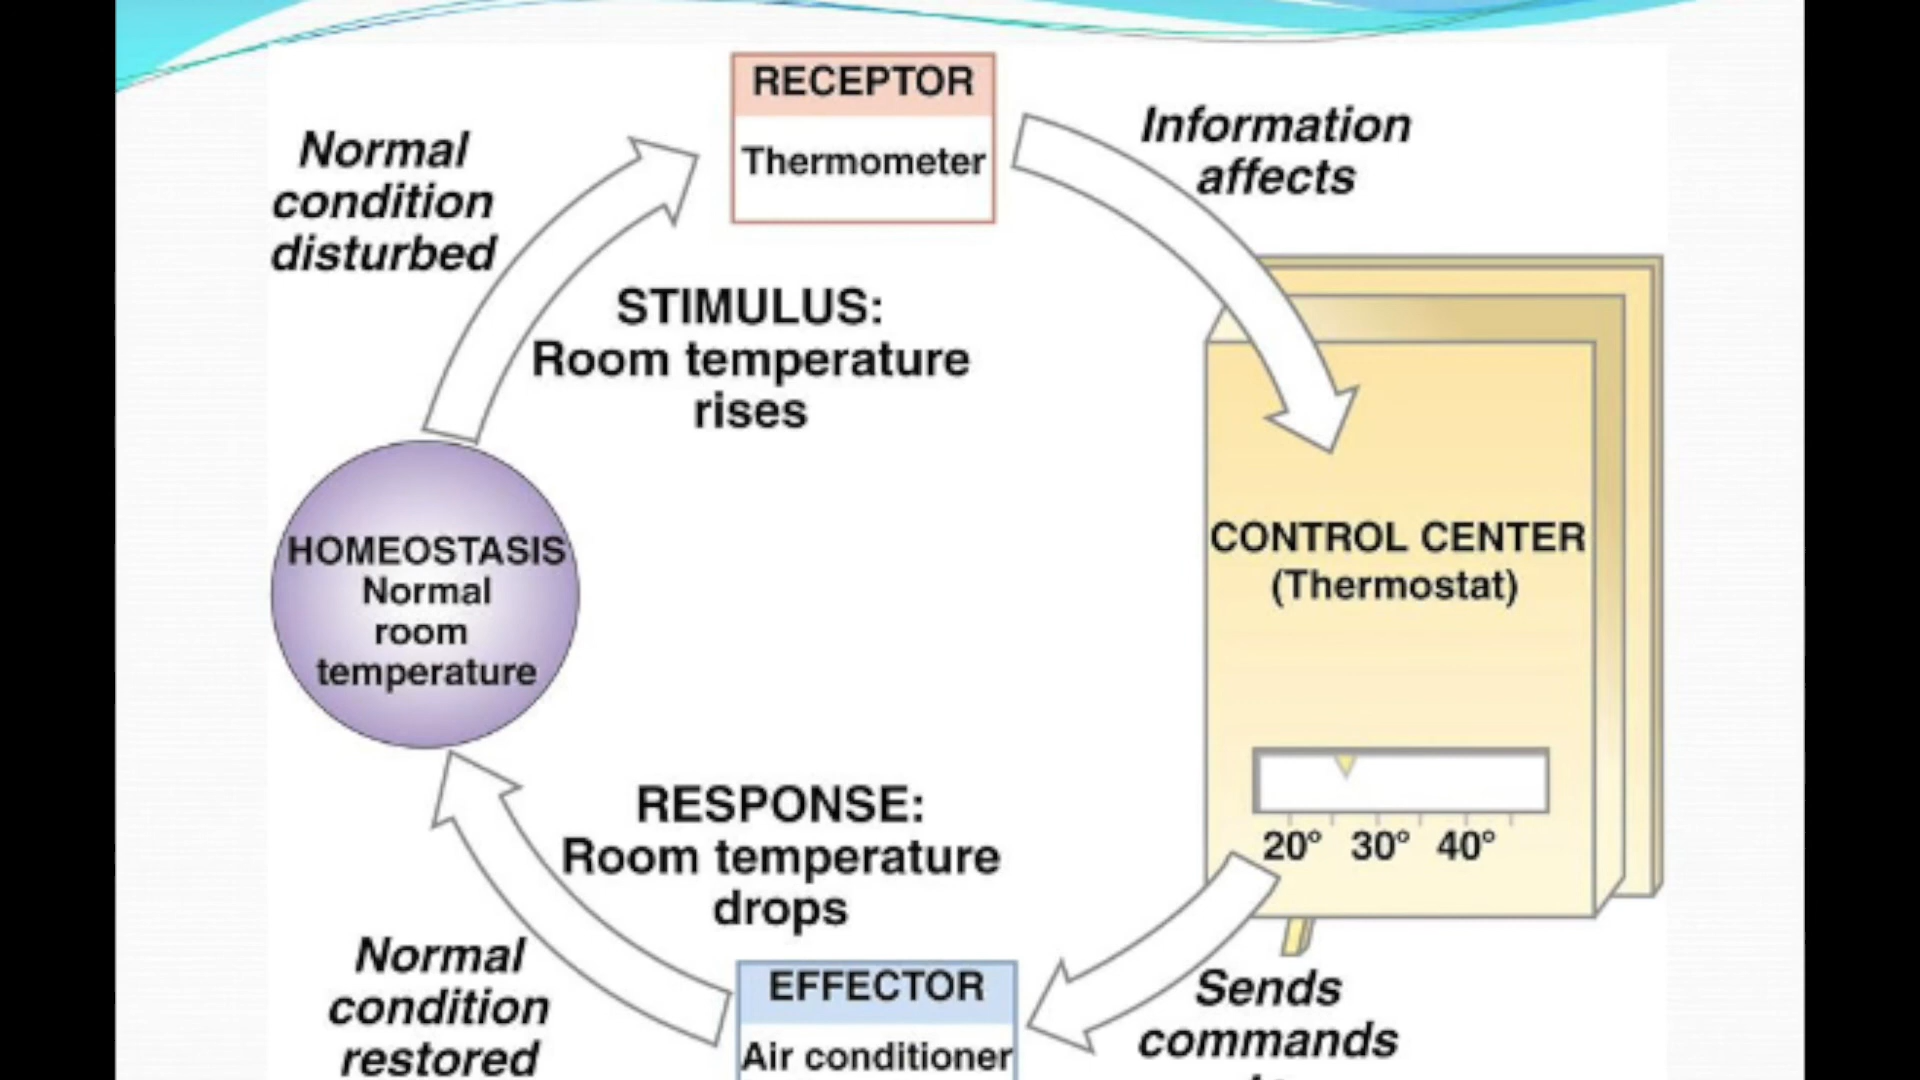 RECEPTOR
Thermometer
Information
affects
Normal
condition
disturbed
STIMULUS:
Room temperature
rises
CONTROL CENTER
(Thermostat)
20° 30° 40°
HOMEOSTASIS
Normal
room
temperature
RESPONSE:
Room temperature
drops
EFFECTOR
Air conditioner
Sends
commands
Normal
condition
restored